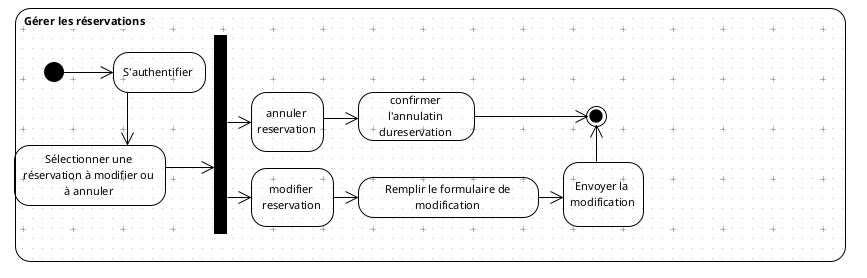 Gérer les réservations
S'authentifier
Sélectionner une
réservation à modifier ou
à annuler
annuler
reservation
confirmer
l'annulatin
dureservation
modifier
reservation
Remplir le formulaire de
modification
Envoyer la
modification